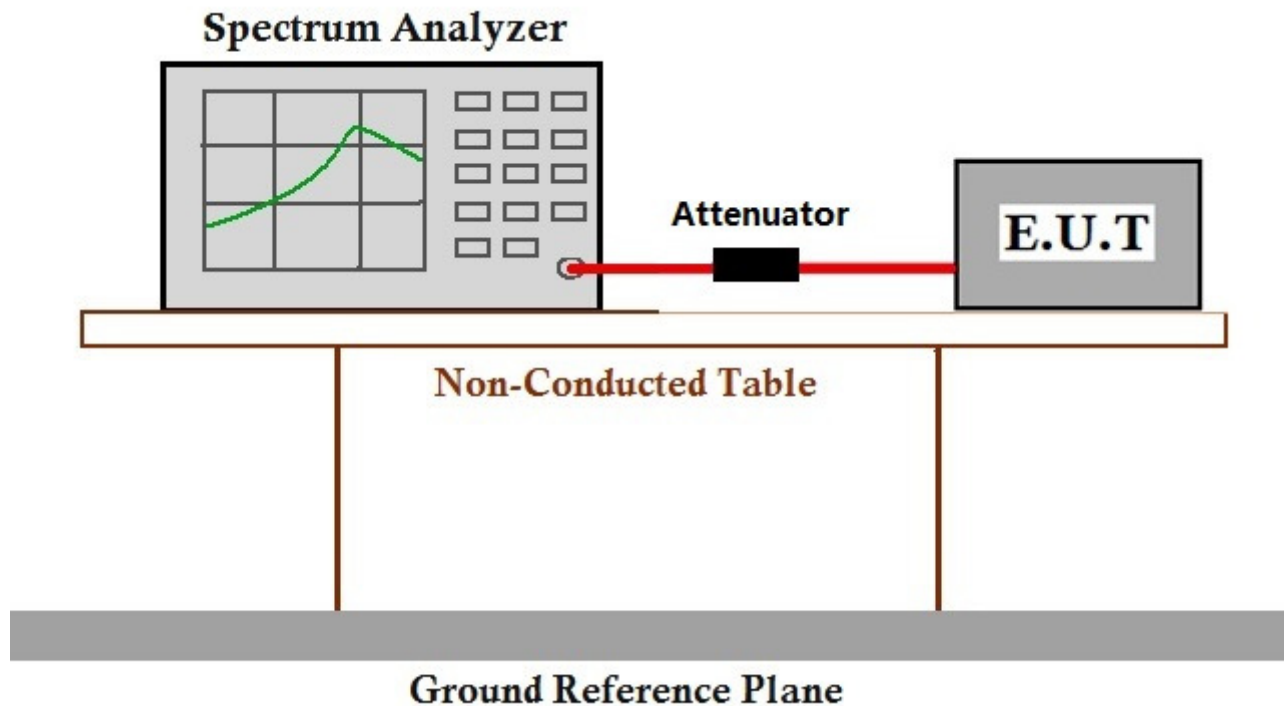 Spectrum Analyzer
Attenuator
E.U.T
Non-Conducted Table
Ground Reference Plane